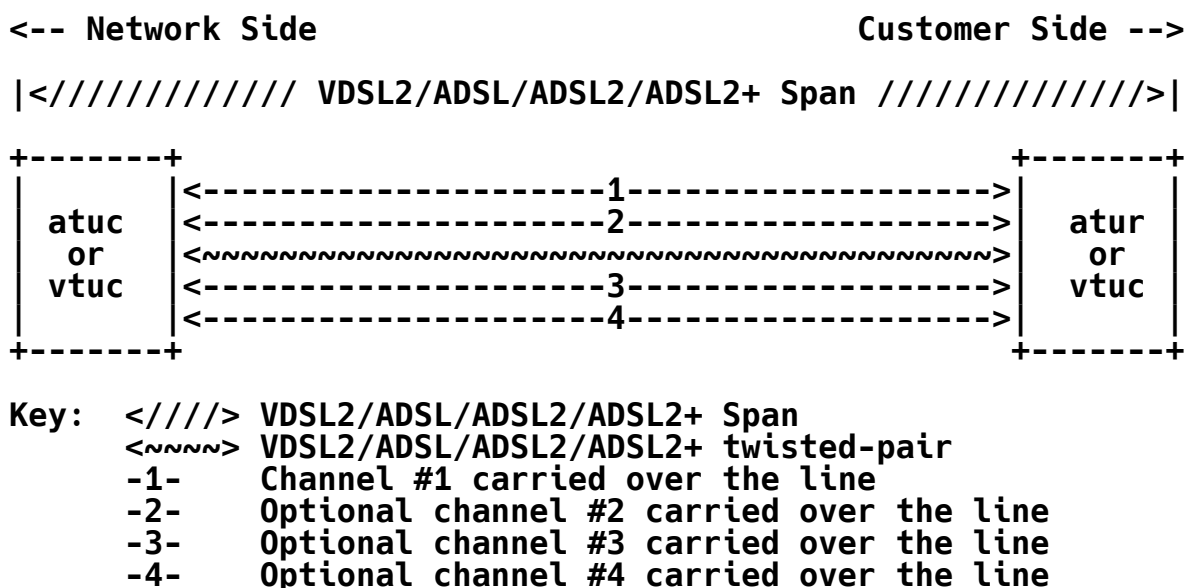 <-- Network Side                            Customer Side -->
|<///////////// VDSL2/ADSL/ADSL2/ADSL2+ Span //////////////>|
+-------+                                           +-------+
|       |<---------------------1------------------->|       |
| atuc  |<---------------------2------------------->|  atur |
|  or   |<~~~~~~~~~~~~~~~~~~~~~~~~~~~~~~~~~~~~~~~~~>|   or  |
| vtuc  |<---------------------3------------------->|  vtuc |
|       |<---------------------4------------------->|       |
+-------+                                           +-------+
Key:  <////> VDSL2/ADSL/ADSL2/ADSL2+ Span
      <~~~~> VDSL2/ADSL/ADSL2/ADSL2+ twisted-pair
      -1-    Channel #1 carried over the line
      -2-    Optional channel #2 carried over the line
      -3-    Optional channel #3 carried over the line
      -4-    Optional channel #4 carried over the line